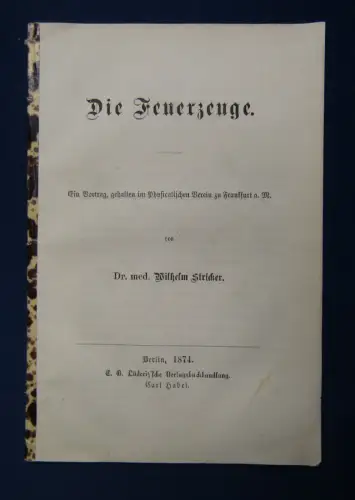 Die Feuerzeuge.
Ein Vortrag, gehalten im Physicalischen Verein zu Frankfurt a. M.
von
Dr. med. Wilhelm Stricker.
Berlin, 1874.
C. G. Lüderitz'sche Verlagsbuchhandlung.
Carl Habel.